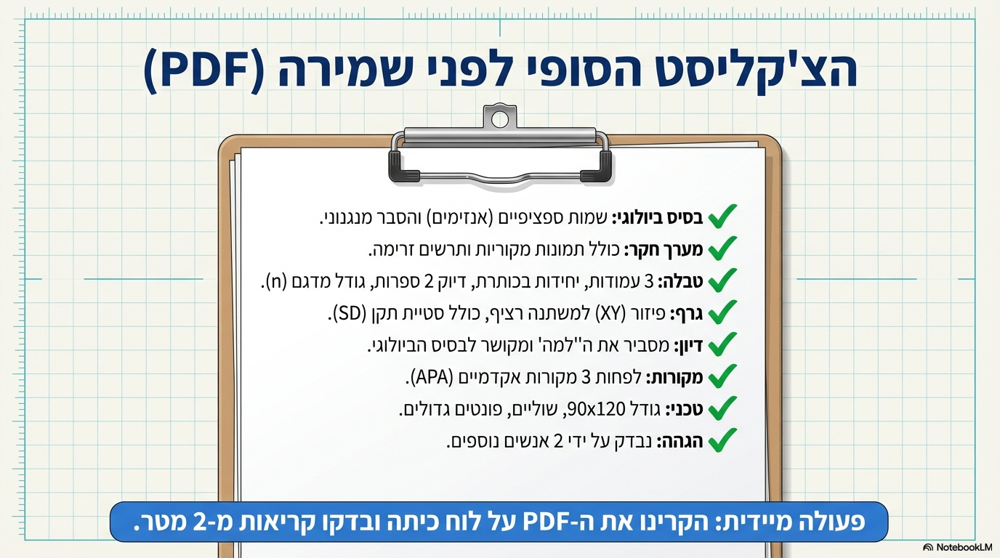 הצ'קליסט הסופי לפני שמירה (PDF)
בסיס ביולוגי: שמות ספציפיים (אנזימים) והסבר מנגנוני.
מערך חקר: כולל תמונות מקוריות ותרשים זרימה.
טבלה: 3 עמודות, יחידות בכותרת, דיוק 2 ספרות, גודל מדגם (n).
גרף: פיזור (XY) למשתנה רציף, כולל סטיית תקן (SD).
דיון: מסביר את ה''למה' ומקושר לבסיס הביולוגי.
מקורות: לפחות 3 מקורות אקדמיים (APA).
טכני: גודל 90x120, שוליים, פונטים גדולים.
הגהה: נבדק על ידי 2 אנשים נוספים.
פעולה מיידית: הקרינו את ה-PDF על לוח כיתה ובדקו קריאות מ-2 מטר.
NotebookLM